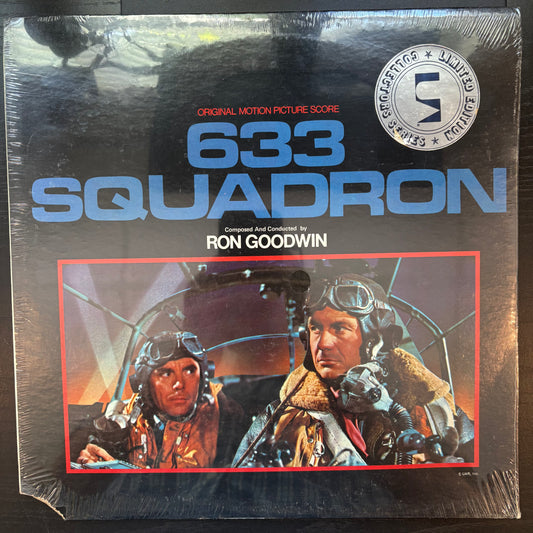 ORIGINAL MOTION PICTURE SCORE
633
SQUADRON
Composed And Conducted by
RON GOODWIN
LIMITED EDITION
COLLECTORS SERIES